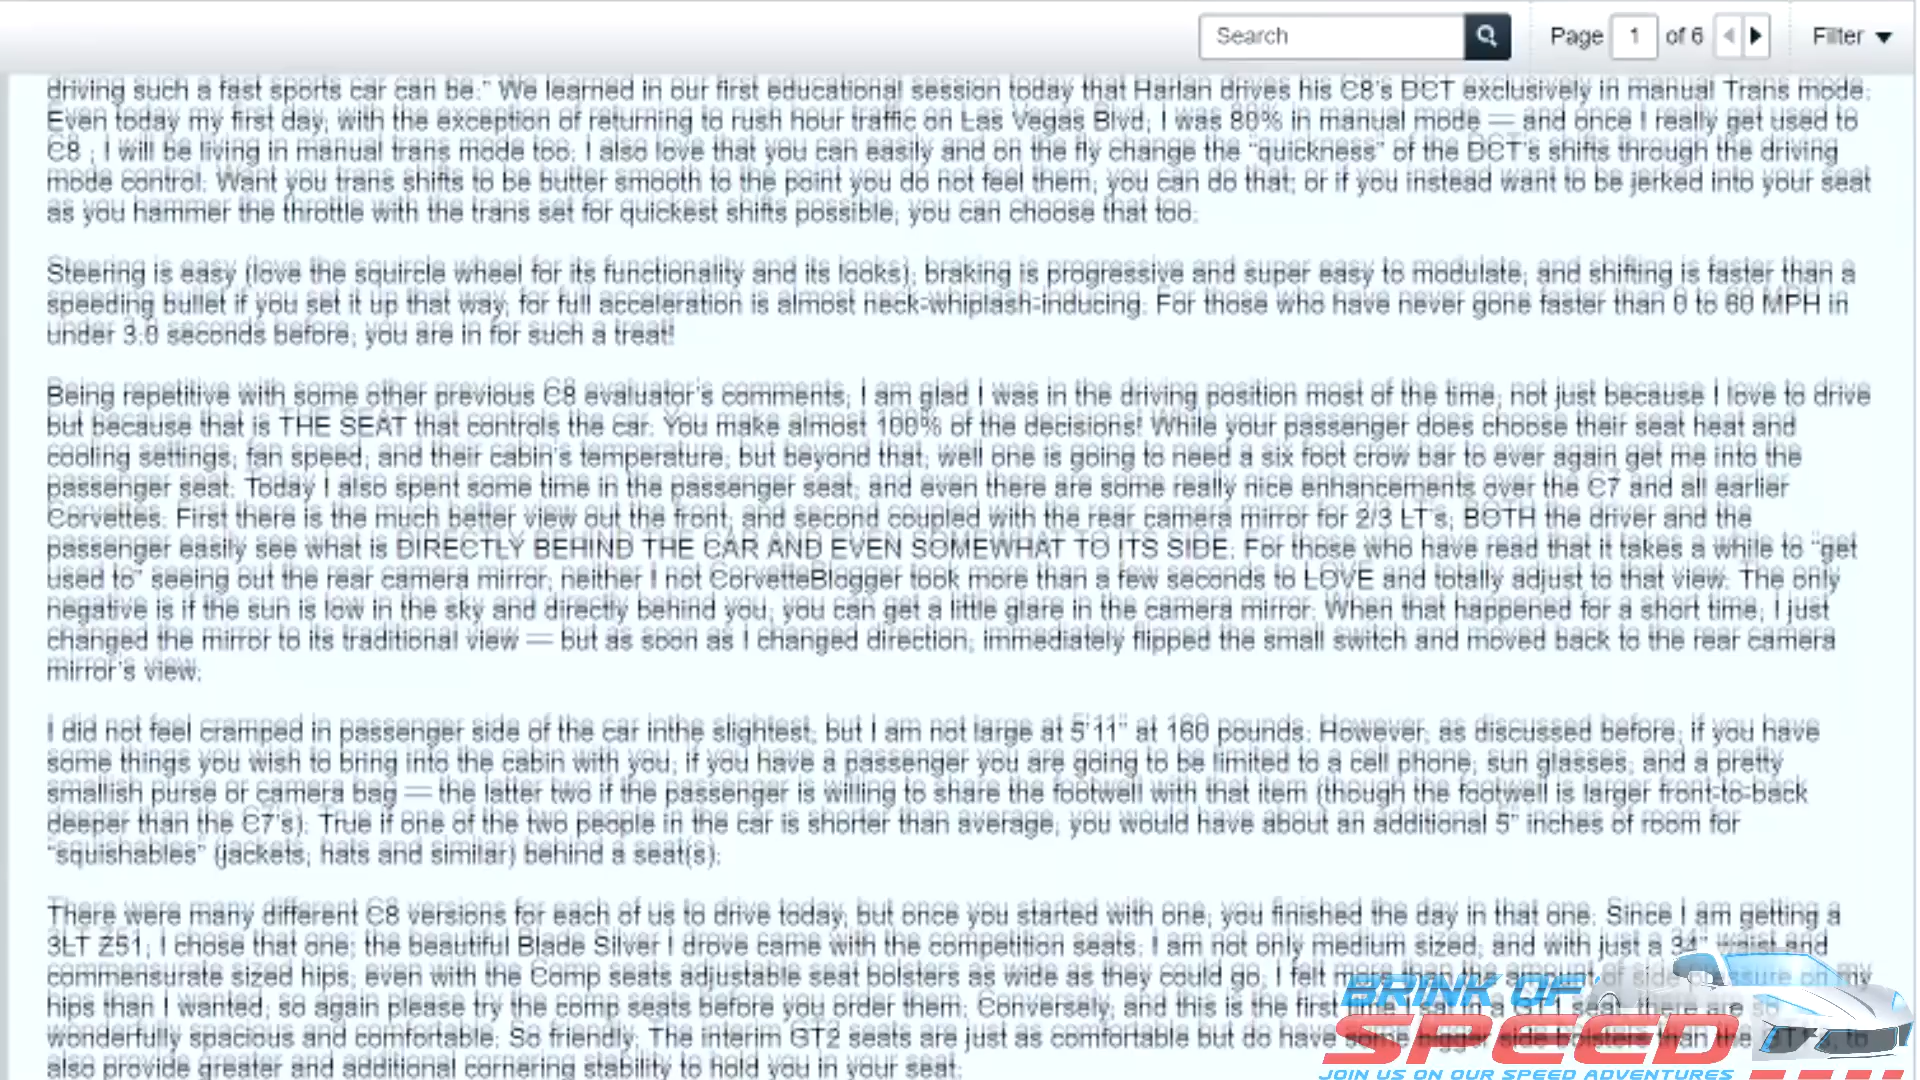 Search
Page 1 of 6
Filter
driving such a fast sports car can be." We learned in our first educational session today that Harlan drives his C8's DCT exclusively in manual Trans mode.
Even today my first day, with the exception of returning to rush hour traffic on Las Vegas Blvd, I was 80% in manual mode — and once I really get used to
C8 , I will be living in manual trans mode too. I also love that you can easily and on the fly change the "quickness" of the DCT's shifts through the driving
mode control. Want you trans shifts to be butter smooth to the point you do not feel them, you can do that; or if you instead want to be jerked into your seat
as you hammer the throttle with the trans set for quickest shifts possible, you can choose that too.
Steering is easy (love the squircle wheel for its functionality and its looks), braking is progressive and super easy to modulate, and shifting is faster than a
speeding bullet if you set it up that way, for full acceleration is almost neck-whiplash-inducing. For those who have never gone faster than 0 to 60 MPH in
under 3.0 seconds before, you are in for such a treat!
Being repetitive with some other previous C8 evaluator's comments, I am glad I was in the driving position most of the time, not just because I love to drive
but because that is THE SEAT that controls the car. You make almost 100% of the decisions! While your passenger does choose their seat heat and
cooling settings, fan speed, and their cabin's temperature, but beyond that, well one is going to need a six foot crow bar to ever again get me into the
passenger seat. Today I also spent some time in the passenger seat, and even there are some really nice enhancements over the C7 and all earlier
Corvettes. First there is the much better view out the front, and second coupled with the rear camera mirror for 2/3 LT's, BOTH the driver and the
passenger easily see what is DIRECTLY BEHIND THE CAR AND EVEN SOMEWHAT TO ITS SIDE. For those who have read that it takes a while to "get
used to" seeing out the rear camera mirror, neither I not CorvetteBlogger took more than a few seconds to LOVE and totally adjust to that view. The only
negative is if the sun is low in the sky and directly behind you, you can get a little glare in the camera mirror. When that happened for a short time, I just
changed the mirror to its traditional view — but as soon as I changed direction, immediately flipped the small switch and moved back to the rear camera
mirror's view.
I did not feel cramped in passenger side of the car inthe slightest, but I am not large at 5'11" at 160 pounds. However, as discussed before, if you have
some things you wish to bring into the cabin with you, if you have a passenger you are going to be limited to a cell phone, sun glasses, and a pretty
smallish purse or camera bag — the latter two if the passenger is willing to share the footwell with that item (though the footwell is larger front-to-back
deeper than the C7's). True if one of the two people in the car is shorter than average, you would have about an additional 5" inches of room for
"squishables" (jackets, hats and similar) behind a seat(s).
There were many different C8 versions for each of us to drive today, but once you started with one, you finished the day in that one. Since I am getting a
3LT Z51, I chose that one; the beautiful Blade Silver I drove came with the competition seats. I am not only medium sized, and with just a 34" waist and
commensurate sized hips, even with the Comp seats adjustable seat bolsters as wide as they could go, I felt more than the amount of side pressure on my
hips than I wanted, so again please try the comp seats before you order them. Conversely, and this is the first time I sat in a GT1 seat, there are so
wonderfully spacious and comfortable. So friendly. The interim GT2 seats are just as comfortable but do have some bigger side bolsters than the GT1's, to
also provide greater and additional cornering stability to hold you in your seat.
BRINK OF
SPEED
JOIN US ON OUR SPEED ADVENTURES